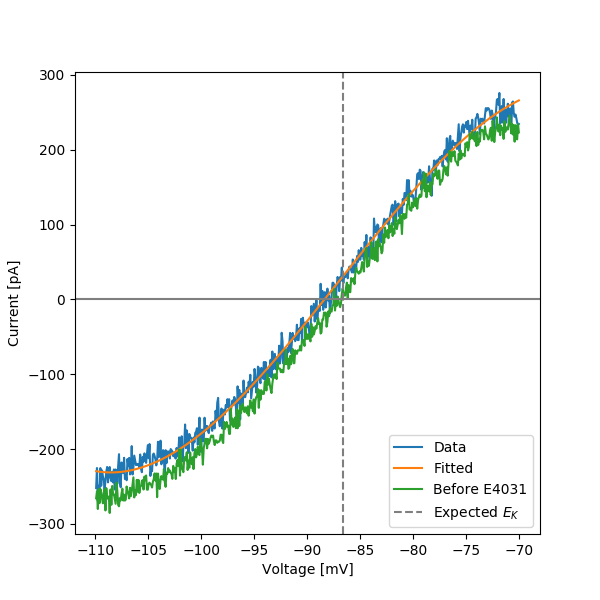 300
200
100
0
−100
−200
−300
Current [pA]
Data
Fitted
Before E4031
Expected E_K
−110 −105 −100 −95 −90 −85 −80 −75 −70
Voltage [mV]